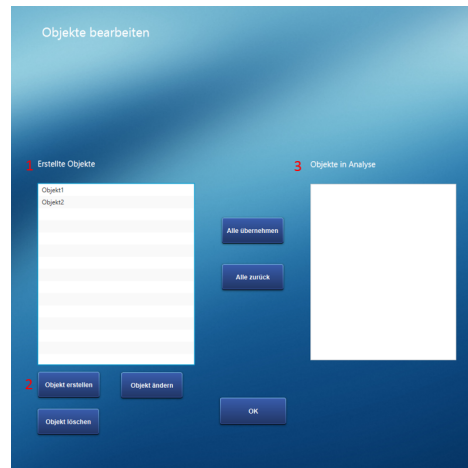 Objekte bearbeiten
1 Erstellte Objekte
3 Objekte in Analyse
Objekt1
Objekt2
Alle übernehmen
Alle zurück
2 Objekt erstellen
Objekt ändern
Objekt löschen
OK